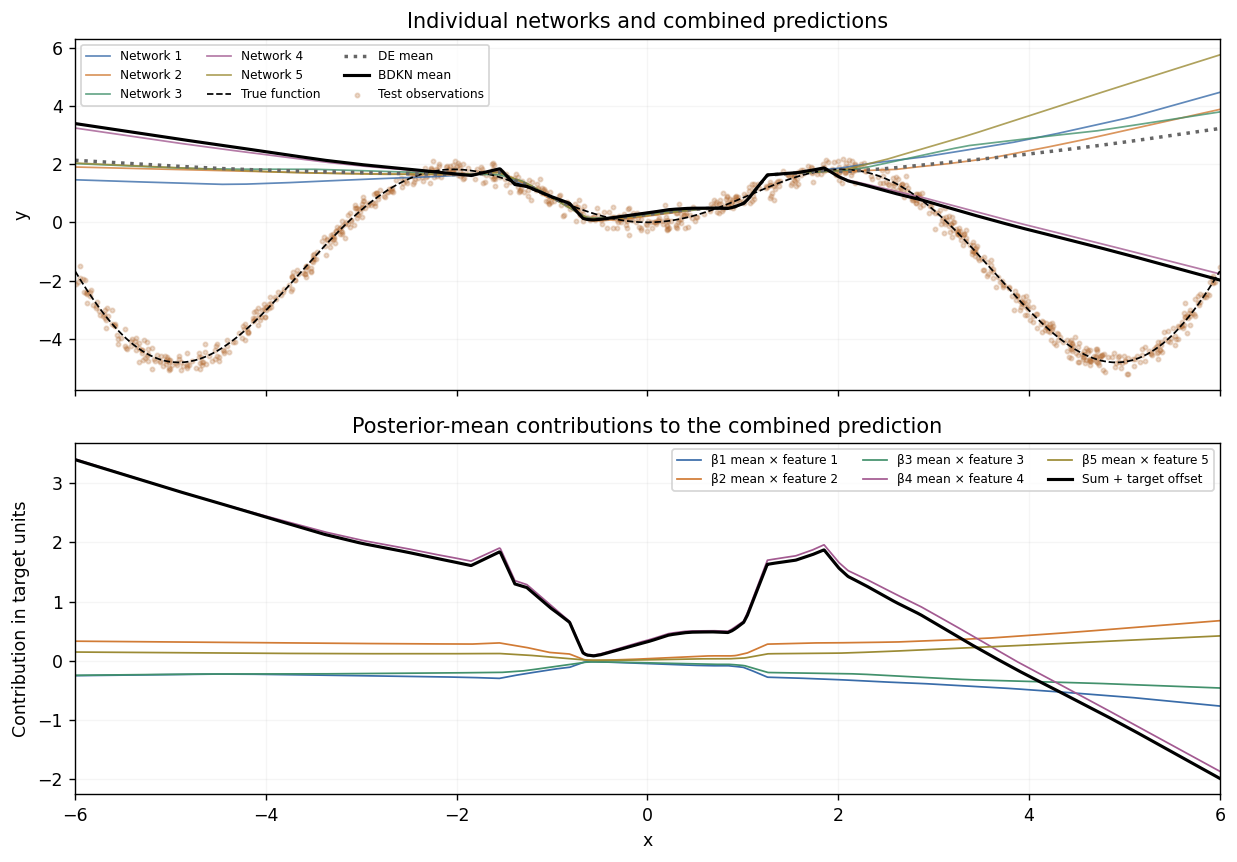 Individual networks and combined predictions
Network 1
Network 2
Network 3
Network 4
Network 5
True function
DE mean
BDKN mean
Test observations
y
6
4
2
0
−2
−4
Posterior-mean contributions to the combined prediction
β1 mean × feature 1
β2 mean × feature 2
β3 mean × feature 3
β4 mean × feature 4
β5 mean × feature 5
Sum + target offset
Contribution in target units
3
2
1
0
−1
−2
−6
−4
−2
0
2
4
6
x